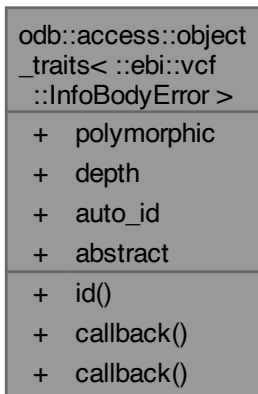 odb::access::object
_traits< ::ebi::vcf
::InfoBodyError >
+ polymorphic
+ depth
+ auto_id
+ abstract
+ id()
+ callback()
+ callback()